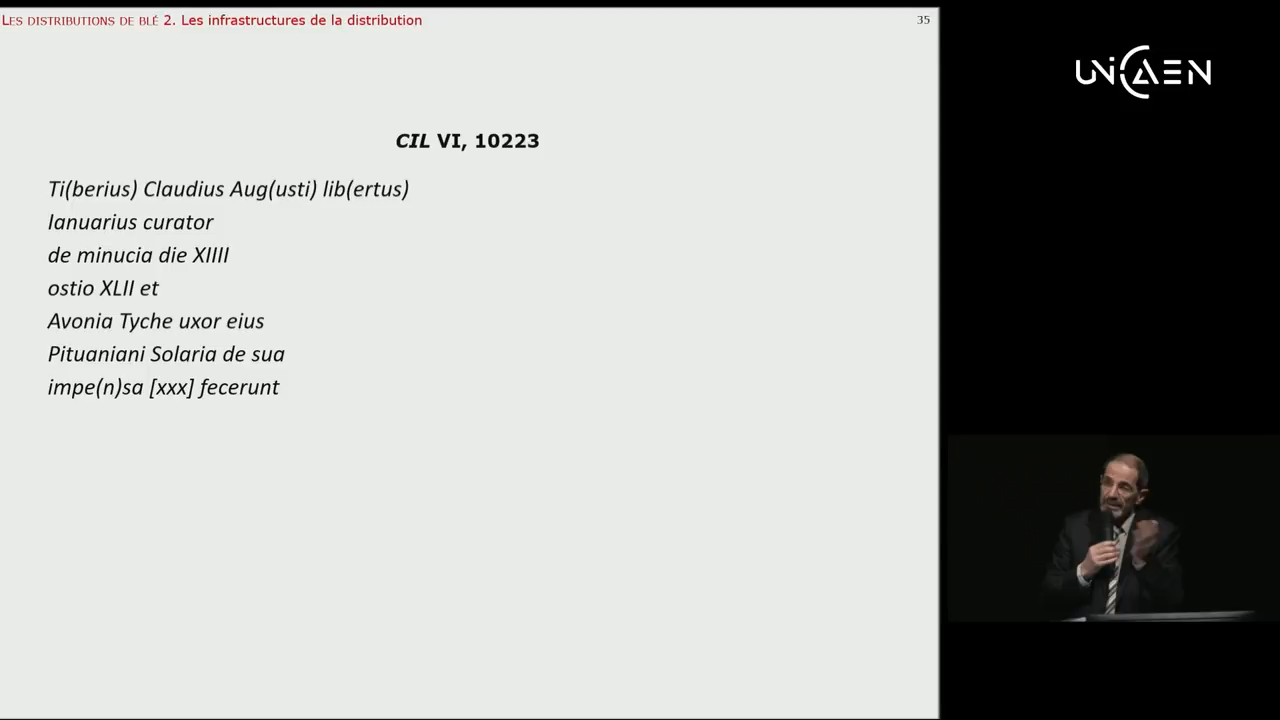 LES DISTRIBUTIONS DE BLÉ 2. Les infrastructures de la distribution 35
UNICAEN
CIL VI, 10223
Ti(berius) Claudius Aug(usti) lib(ertus)
Ianuarius curator
de minucia die XIIII
ostio XLII et
Avonia Tyche uxor eius
Pituaniani Solaria de sua
impe(n)sa [xxx] fecerunt